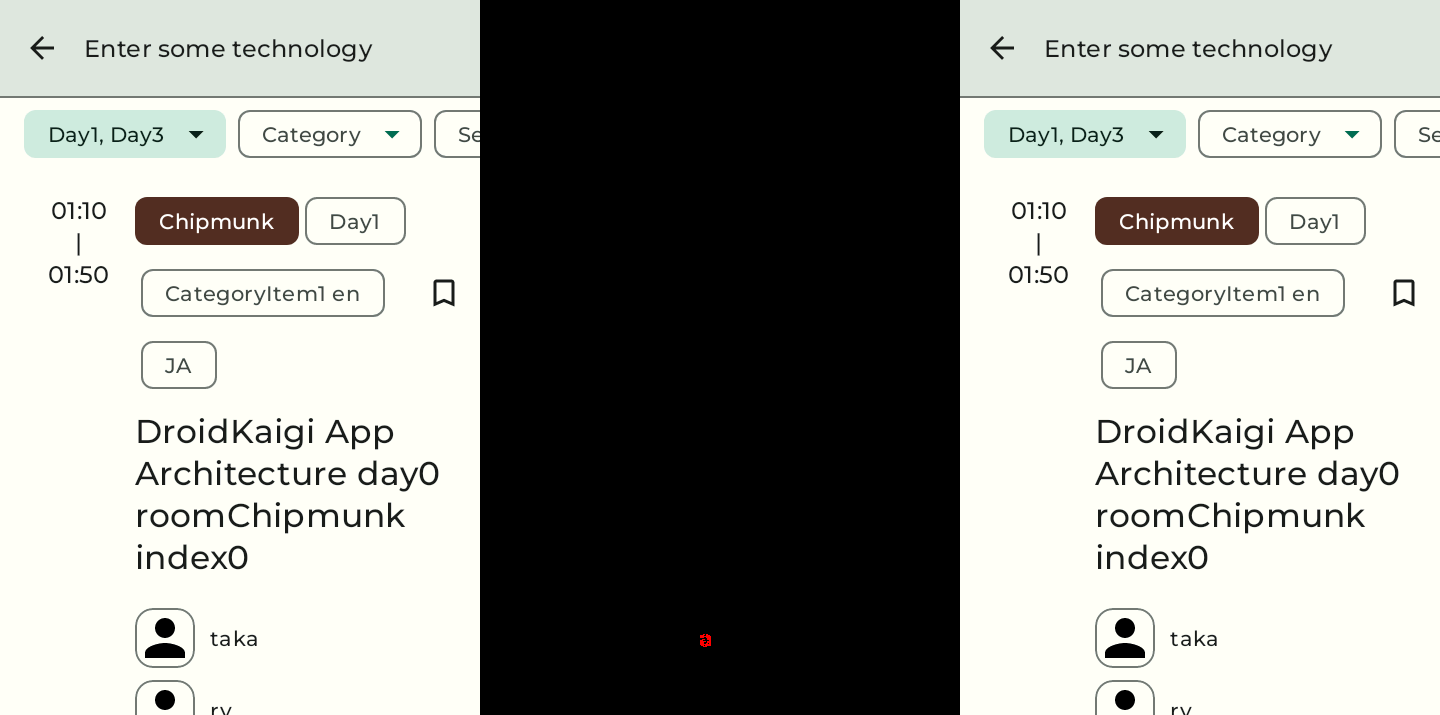 Enter some technology
Day1, Day3 Category Se
01:10
|
01:50
Chipmunk Day1
CategoryItem1 en
JA
DroidKaigi App
Architecture day0
roomChipmunk
index0
taka
ry
Enter some technology
Day1, Day3 Category Se
01:10
|
01:50
Chipmunk Day1
CategoryItem1 en
JA
DroidKaigi App
Architecture day0
roomChipmunk
index0
taka
ry